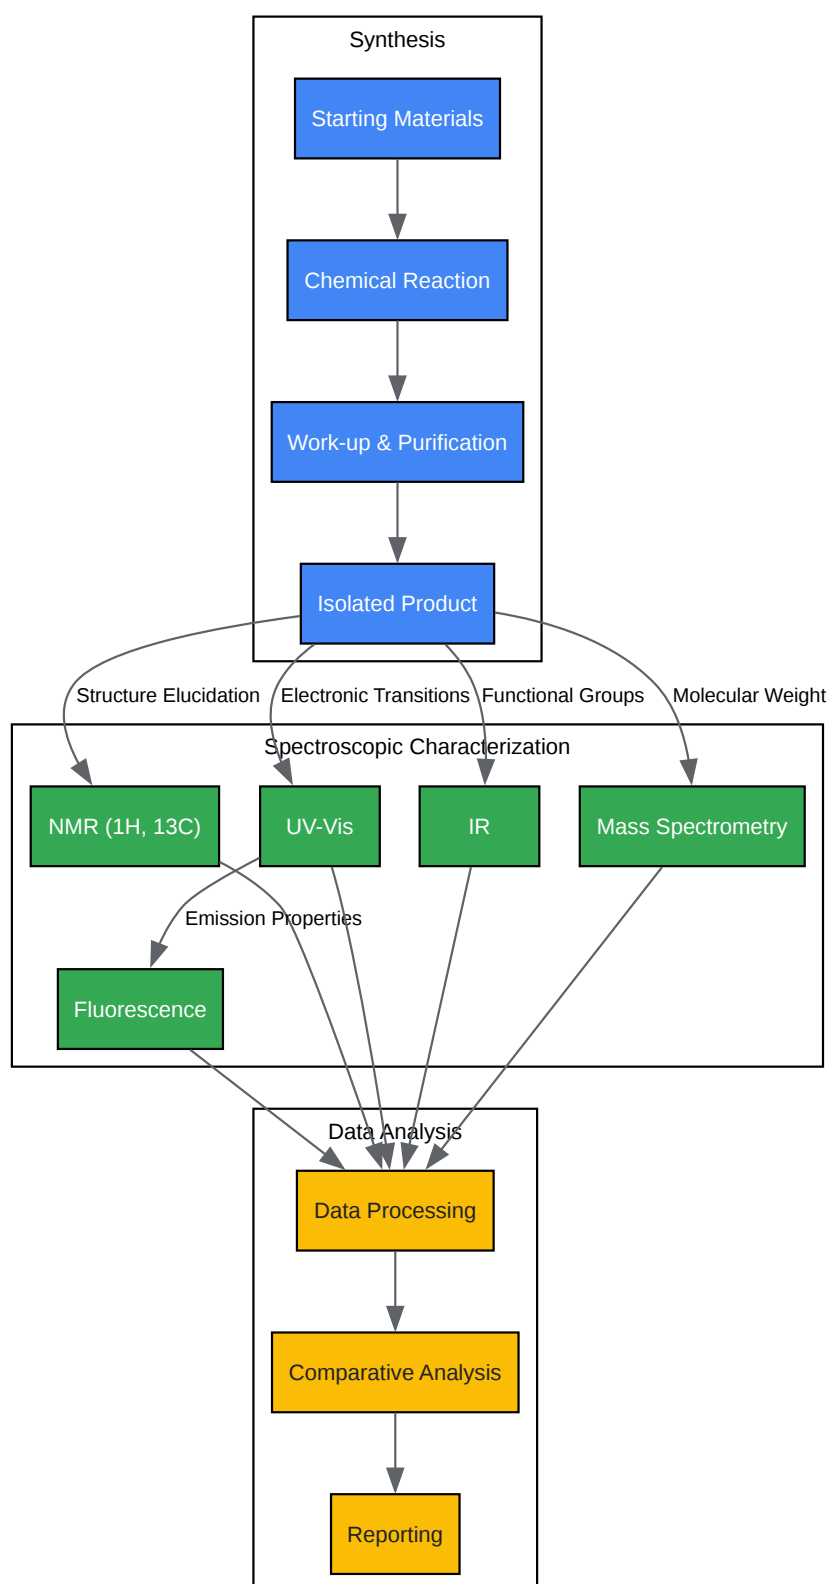 Synthesis
Starting Materials
Chemical Reaction
Work-up & Purification
Isolated Product
Structure Elucidation
Electronic Transitions
Functional Groups
Molecular Weight
Spectroscopic Characterization
NMR (1H, 13C)
UV-Vis
IR
Mass Spectrometry
Emission Properties
Fluorescence
Data Analysis
Data Processing
Comparative Analysis
Reporting